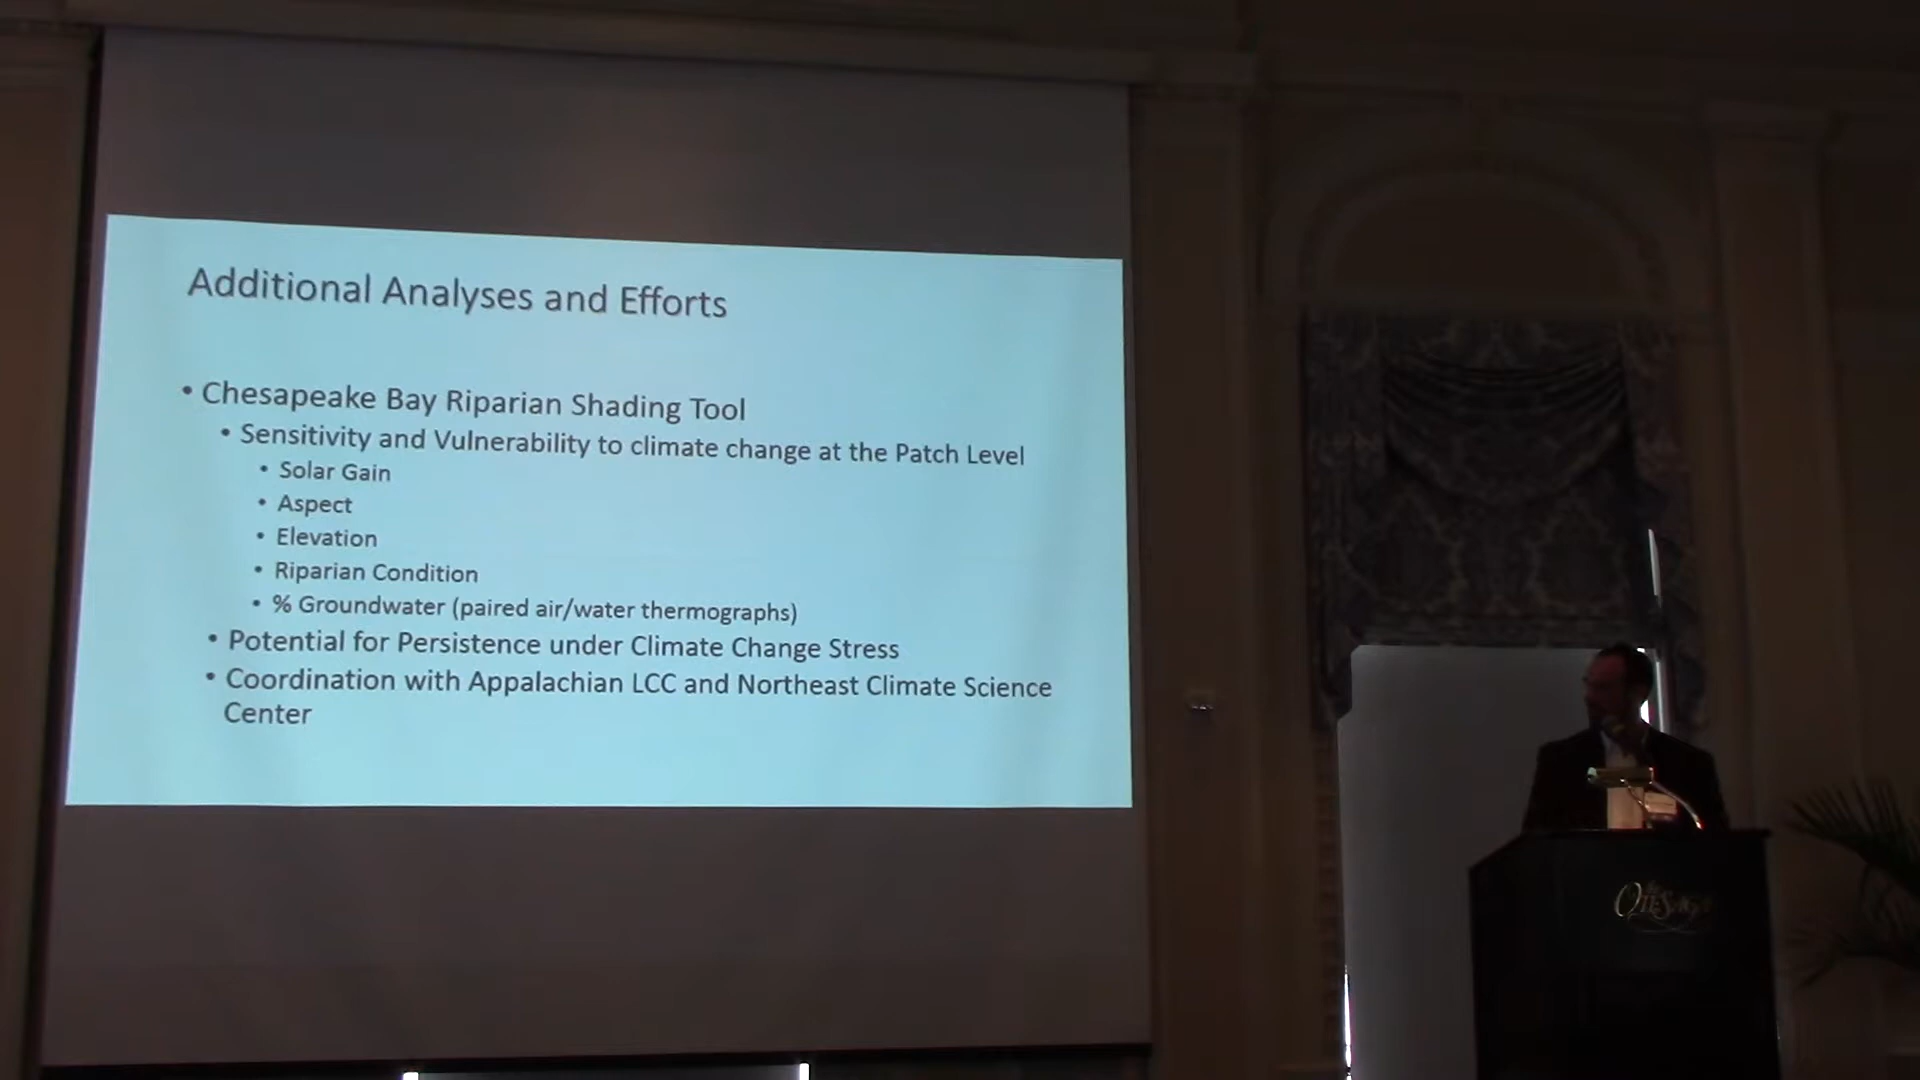 Additional Analyses and Efforts
• Chesapeake Bay Riparian Shading Tool
• Sensitivity and Vulnerability to climate change at the Patch Level
• Solar Gain
• Aspect
• Elevation
• Riparian Condition
• % Groundwater (paired air/water thermographs)
• Potential for Persistence under Climate Change Stress
• Coordination with Appalachian LCC and Northeast Climate Science
Center